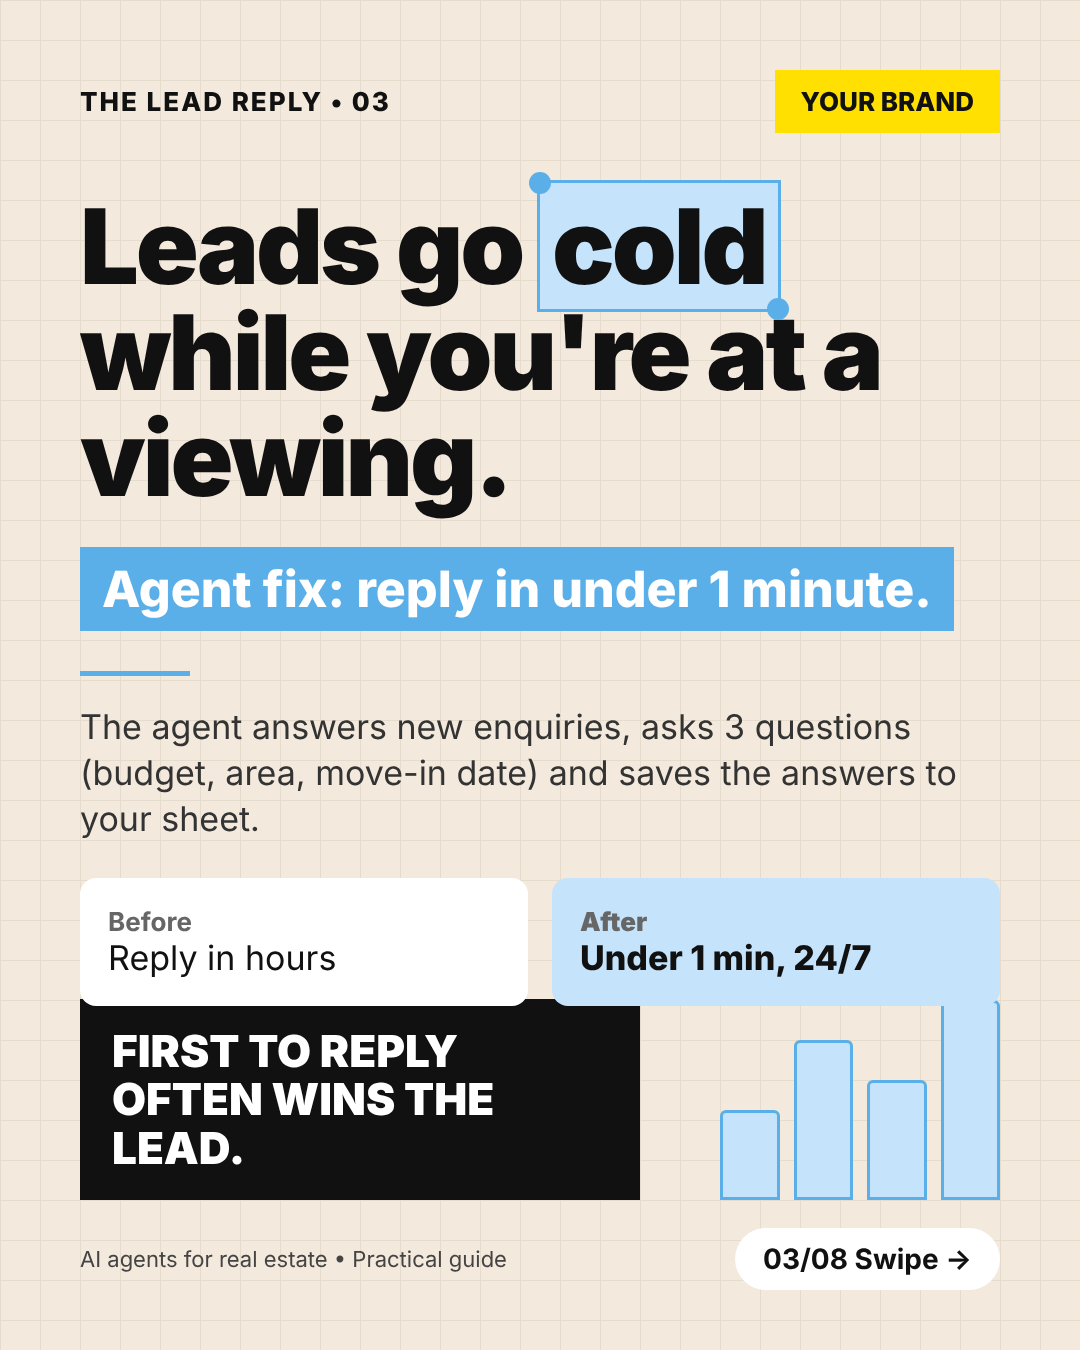 THE LEAD REPLY • 03
YOUR BRAND
Leads go cold
while you're at a
viewing.
Agent fix: reply in under 1 minute.
The agent answers new enquiries, asks 3 questions
(budget, area, move-in date) and saves the answers to
your sheet.
Before
Reply in hours
After
Under 1 min, 24/7
FIRST TO REPLY
OFTEN WINS THE
LEAD.
AI agents for real estate • Practical guide
03/08 Swipe →